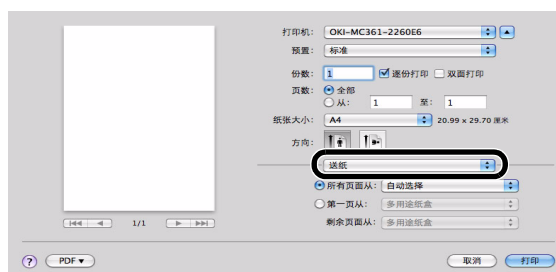 打印机： OKI-MC361-2260E6
预置： 标准
份数： 1 逐份打印 双面打印
页数： 全部
从： 1 至： 1
纸张大小： A4 20.99 x 29.70 厘米
方向：
送纸
所有页面从： 自动选择
第一页从： 多用途纸盒
剩余页面从： 多用途纸盒
1/1
? PDF 取消 打印